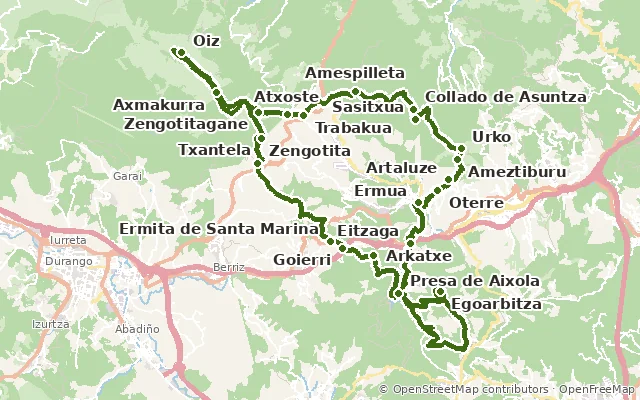 Oiz
Amespilleta
Axmakurra
Atxoste
Sasitxua
Collado de Asuntza
Zengotitagane
Trabakua
Urko
Txantela
Zengotita
Artaluze
Ameztiburu
Garai
Ermua
Oterre
Ermita de Santa Marina
Eitzaga
Iurreta
Goierri
Arkatxe
Durango
Berriz
Presa de Aixola
Egoarbitza
Izurtza
Abadiño
© OpenStreetMap contributors, © OpenFreeMap